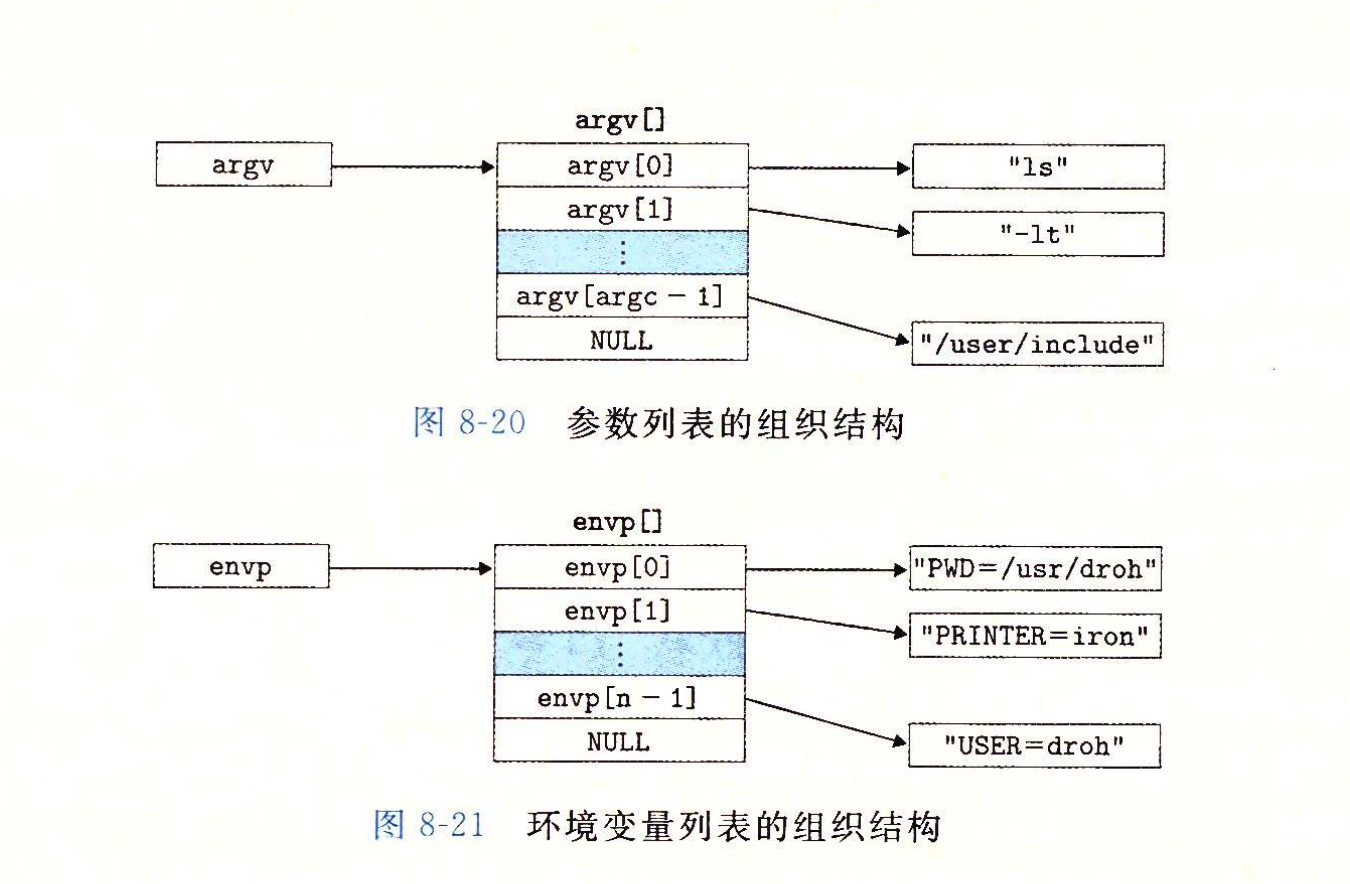 argv[]
argv
argv[0]
"ls"
argv[1]
"-lt"
⋮
argv[argc - 1]
NULL
"/user/include"
图 8-20 参数列表的组织结构
envp[]
envp
envp[0]
"PWD=/usr/droh"
envp[1]
"PRINTER=iron"
⋮
envp[n - 1]
NULL
"USER=droh"
图 8-21 环境变量列表的组织结构